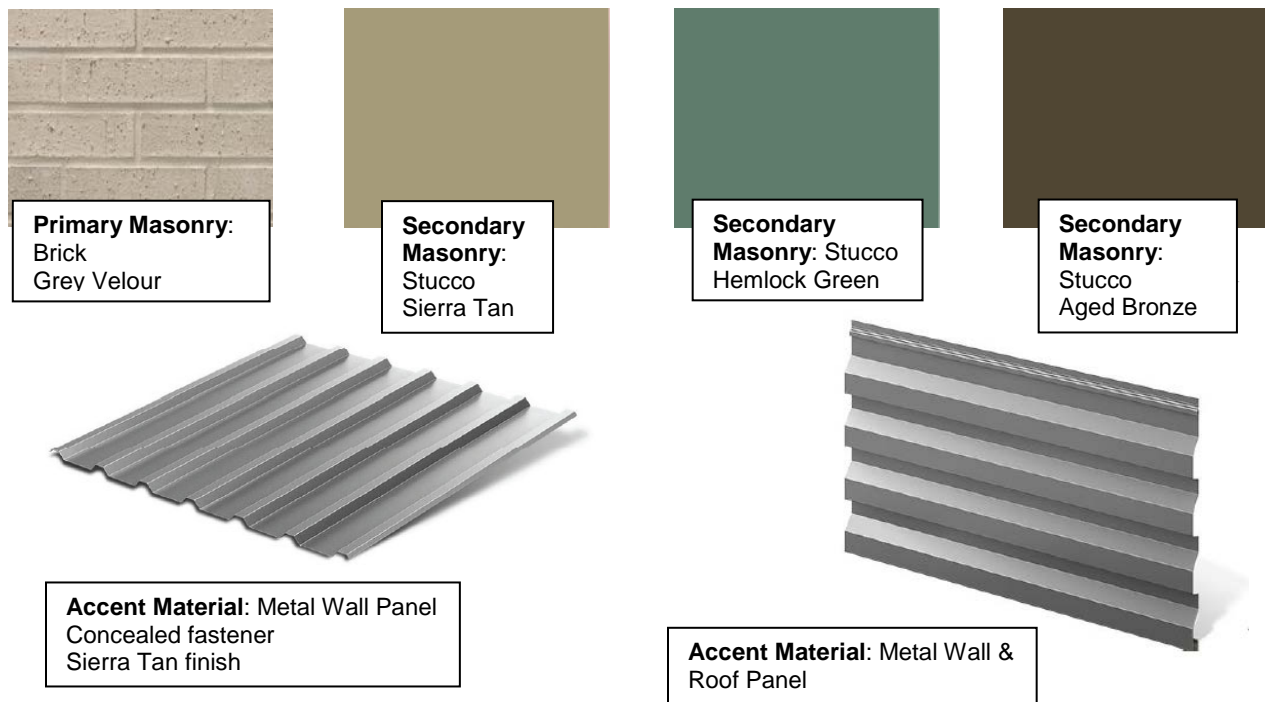 Primary Masonry:
Brick
Grey Velour
Secondary
Masonry:
Stucco
Sierra Tan
Secondary
Masonry: Stucco
Hemlock Green
Secondary
Masonry:
Stucco
Aged Bronze
Accent Material: Metal Wall Panel
Concealed fastener
Sierra Tan finish
Accent Material: Metal Wall &
Roof Panel